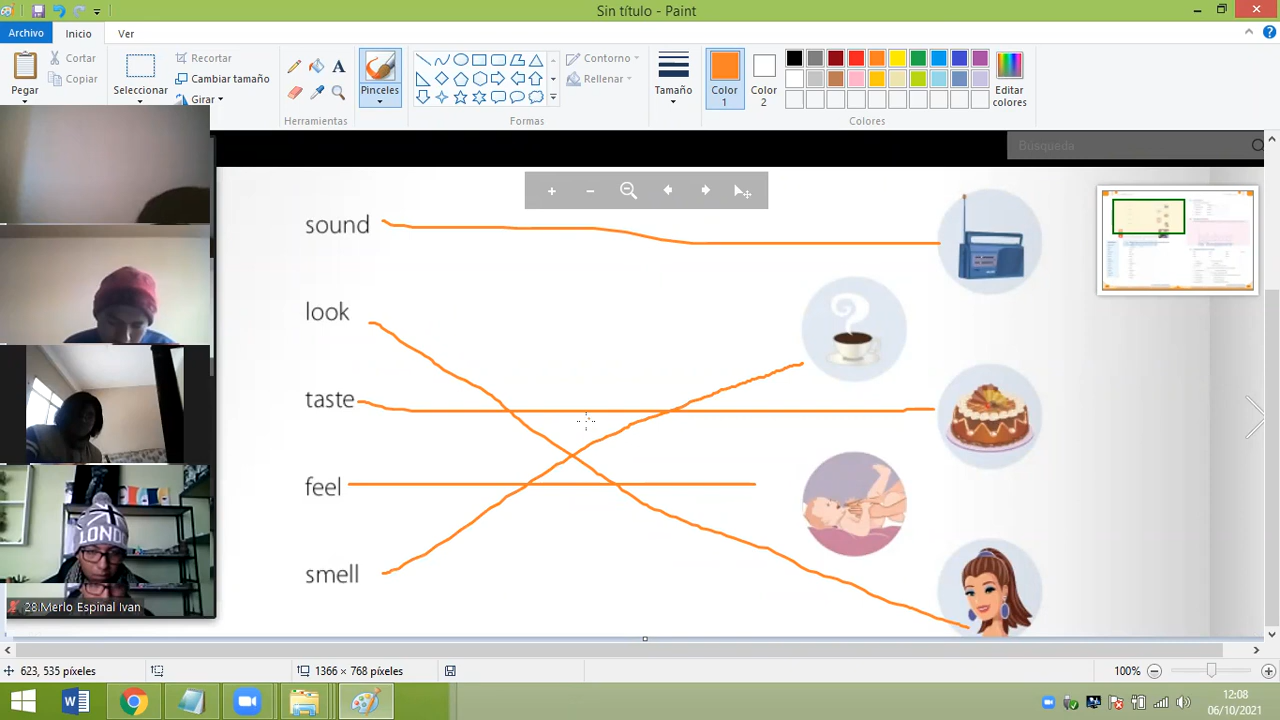 Sin título - Paint
Archivo Inicio Ver
Pegar
Cortar
Copiar
Seleccionar
Recortar
Cambiar tamaño
Girar
A
Herramientas
Pinceles
Contorno
Rellenar
Formas
Tamaño
Color 1
Color 2
Editar colores
Colores
Búsqueda
sound
look
taste
feel
smell
LONDO
28.Merlo Espinal Ivan
623, 535 píxeles
1366 × 768 píxeles
100%
12:08
06/10/2021